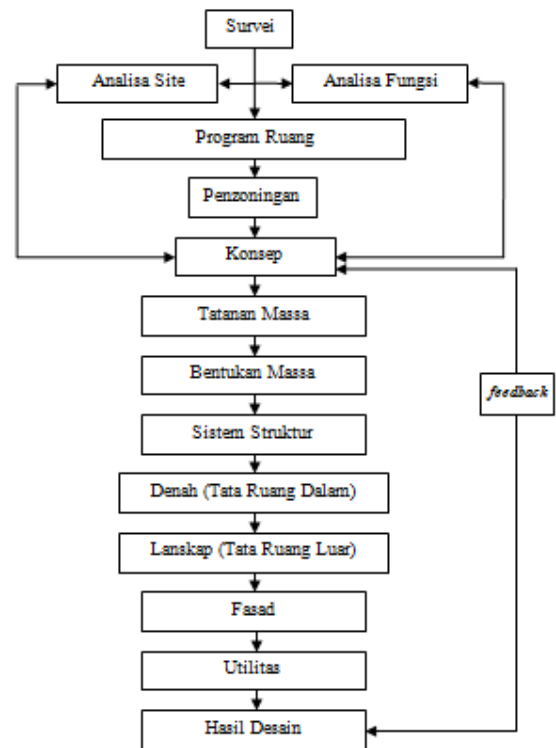 Survei
Analisa Site
Analisa Fungsi
Program Ruang
Penzoningan
Konsep
Tatanan Massa
Bentukan Massa
feedback
Sistem Struktur
Denah (Tata Ruang Dalam)
Lanskap (Tata Ruang Luar)
Fasad
Utilitas
Hasil Desain